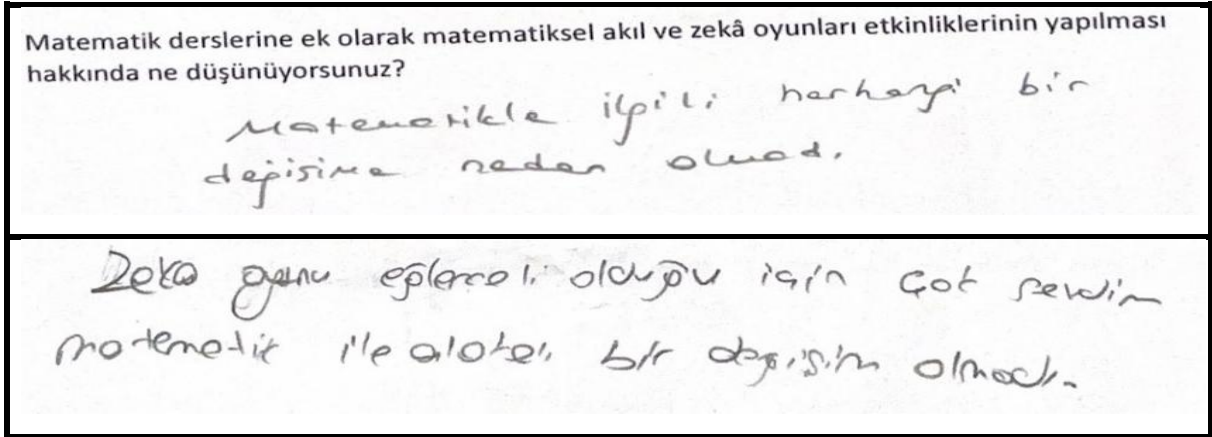 Matematik derslerine ek olarak matematiksel akıl ve zekâ oyunları etkinliklerinin yapılması
hakkında ne düşünüyorsunuz?
Matematikle ilgili herhangi bir
değişime neden olmadı.
Zeka oyunu eğlenceli olduğu için çok sevdim
matematik ile alakalı bir değişim olmadı.